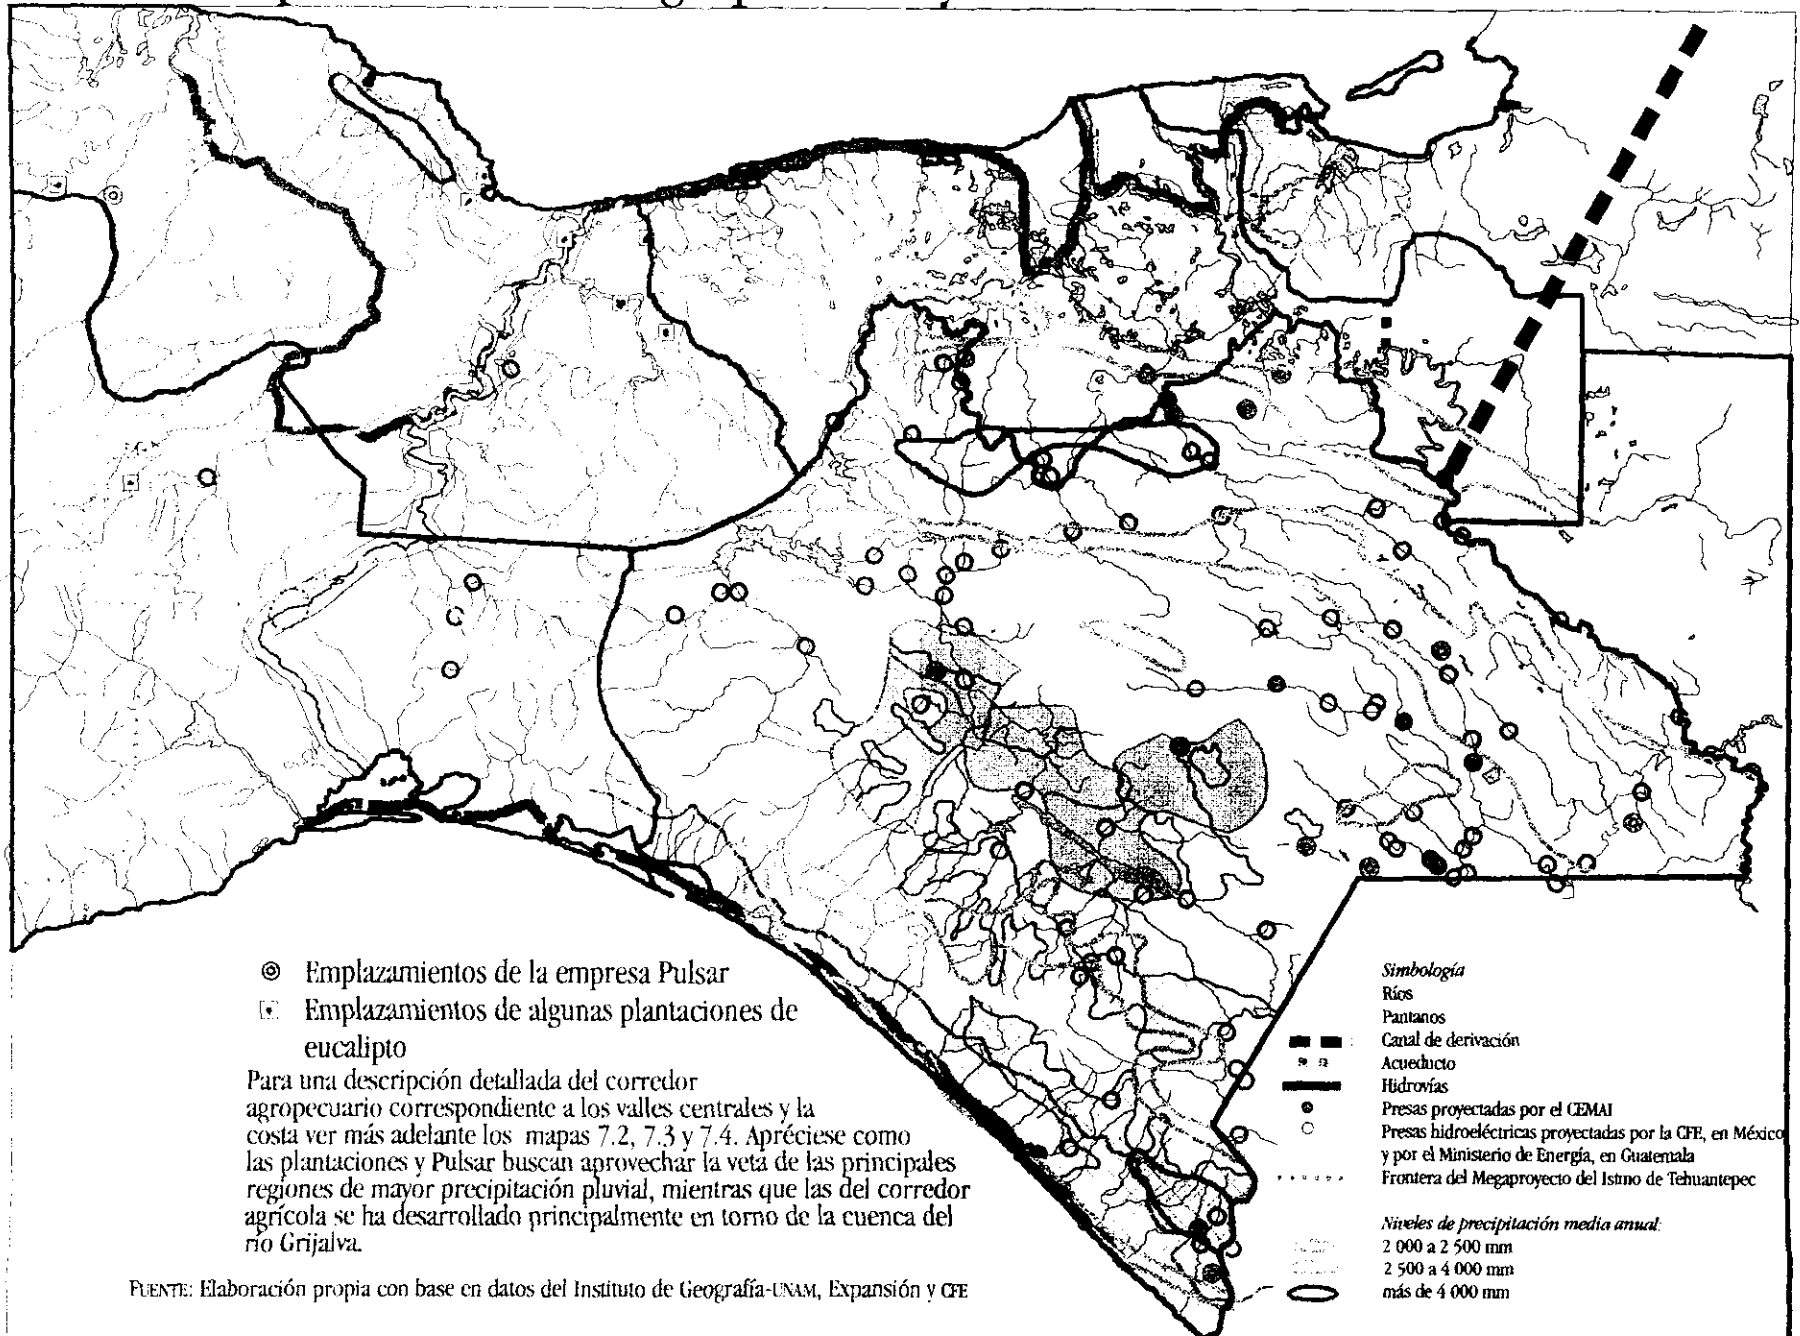 Emplazamientos de la empresa Pulsar
Emplazamientos de algunas plantaciones de
eucalipto
Para una descripción detallada del corredor
agropecuario correspondiente a los valles centrales y la
costa ver más adelante los mapas 7.2, 7.3 y 7.4. Apréciese como
las plantaciones y Pulsar buscan aprovechar la veta de las principales
regiones de mayor precipitación pluvial, mientras que las del corredor
agrícola se ha desarrollado principalmente en torno de la cuenca del
río Grijalva.
FUENTE: Elaboración propia con base en datos del Instituto de Geografía-UNAM, Expansión y CFE
Simbología
Ríos
Pantanos
Canal de derivación
Acueducto
Hidrovías
Presas proyectadas por el CEMAI
Presas hidroeléctricas proyectadas por la CFE, en México
y por el Ministerio de Energía, en Guatemala
Frontera del Megaproyecto del Istmo de Tehuantepec
Niveles de precipitación media anual:
2 000 a 2 500 mm
2 500 a 4 000 mm
más de 4 000 mm